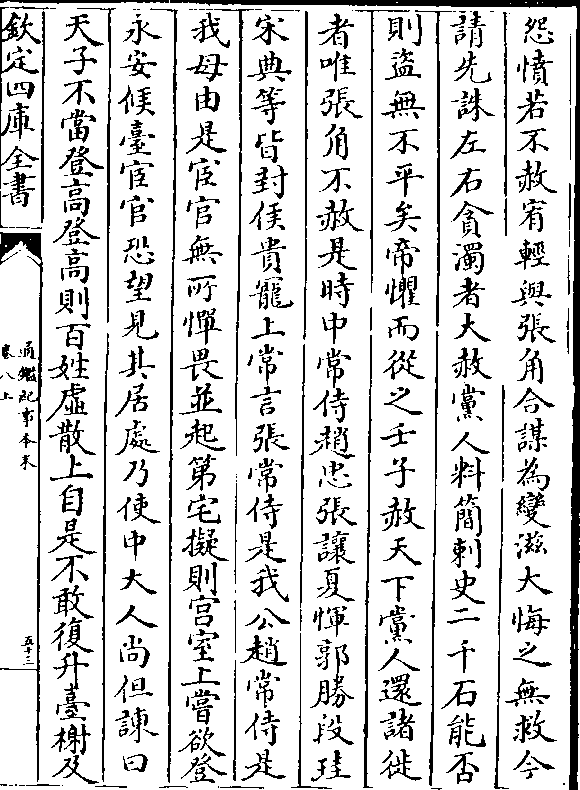 怨憤若不赦宥輕與張角合謀為變滋大悔之無救今
請先誅左右貪濁者大赦黨人料簡刺史二千石能否
則盜無不平矣帝懼而從之壬子赦天下黨人還諸徙
者唯張角不赦是時中常侍趙忠張讓夏惲郭勝段珪
宋典等皆封侯貴寵上常言張常侍是我公趙常侍是
我母由是宦官無所憚畏並起第宅擬則宫室上嘗欲登
永安候臺宦官恐望見其居處乃使中大人尚但諫曰
天子不當登高登高則百姓虛散上自是不敢復升臺榭及
欽定四庫全書
通鑑紀事本末
卷八上
五十三